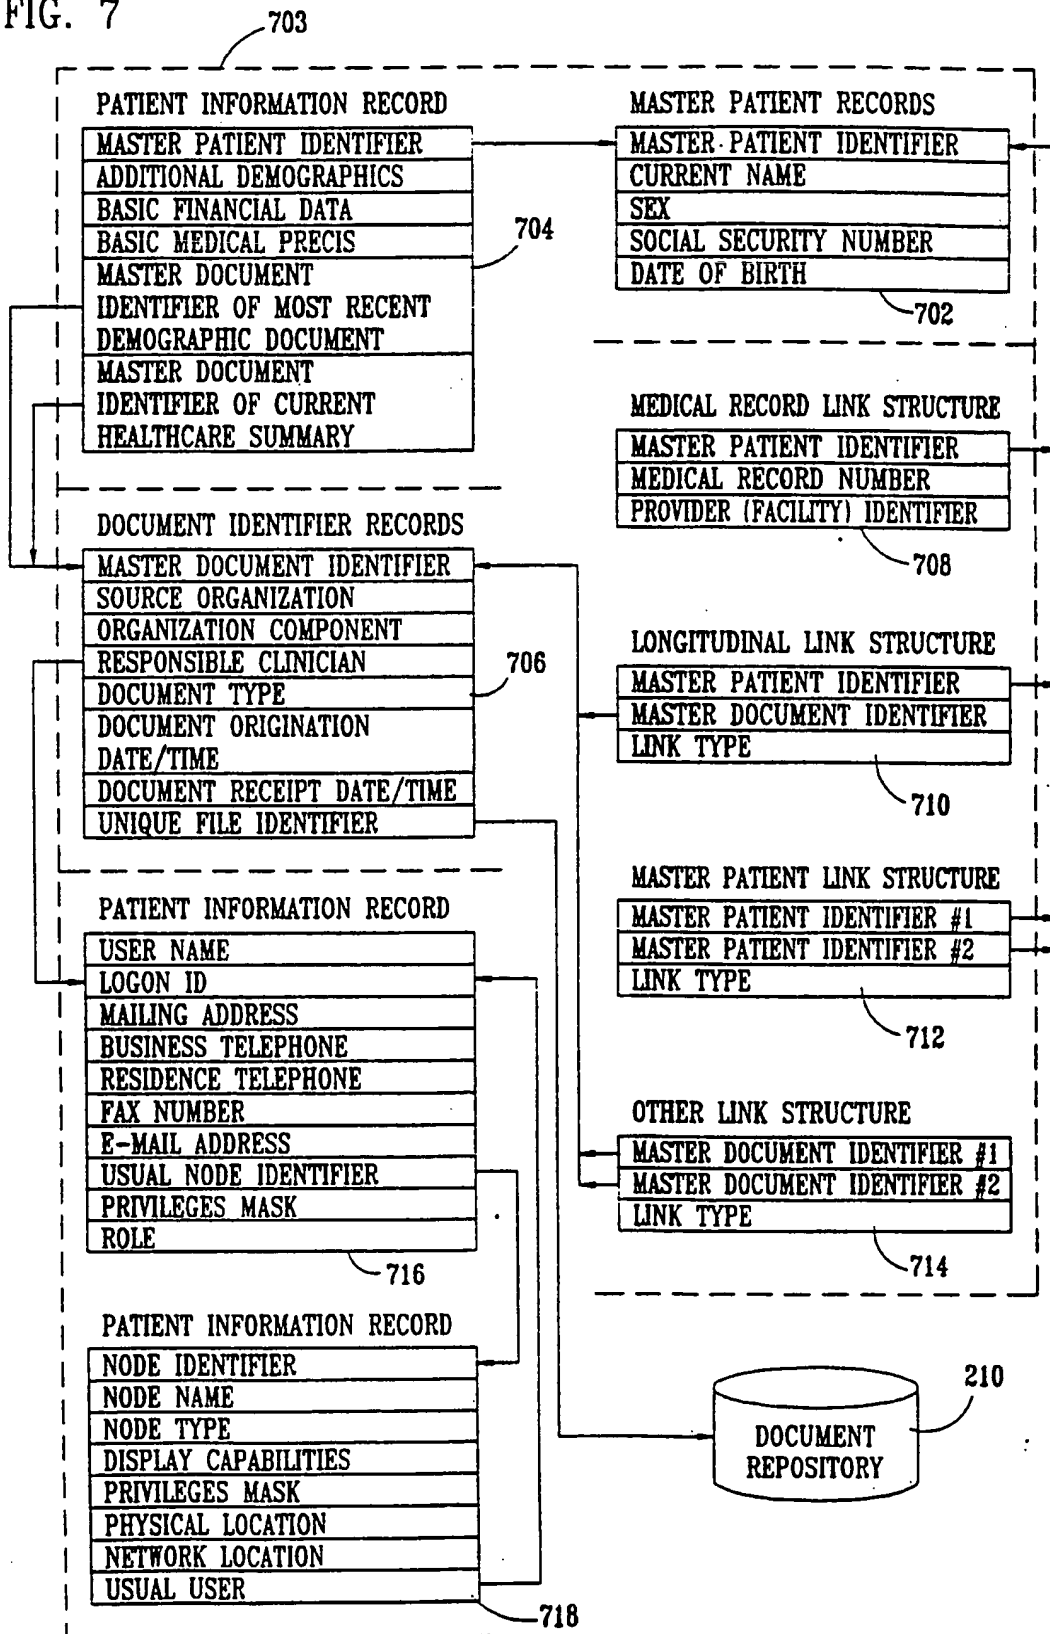 FIG. 7
703
PATIENT INFORMATION RECORD
MASTER PATIENT IDENTIFIER
ADDITIONAL DEMOGRAPHICS
BASIC FINANCIAL DATA
BASIC MEDICAL PRECIS
MASTER DOCUMENT
IDENTIFIER OF MOST RECENT
DEMOGRAPHIC DOCUMENT
MASTER DOCUMENT
IDENTIFIER OF CURRENT
HEALTHCARE SUMMARY
704
MASTER PATIENT RECORDS
MASTER PATIENT IDENTIFIER
CURRENT NAME
SEX
SOCIAL SECURITY NUMBER
DATE OF BIRTH
702
MEDICAL RECORD LINK STRUCTURE
MASTER PATIENT IDENTIFIER
MEDICAL RECORD NUMBER
PROVIDER (FACILITY) IDENTIFIER
708
DOCUMENT IDENTIFIER RECORDS
MASTER DOCUMENT IDENTIFIER
SOURCE ORGANIZATION
ORGANIZATION COMPONENT
RESPONSIBLE CLINICIAN
DOCUMENT TYPE
DOCUMENT ORIGINATION
DATE/TIME
DOCUMENT RECEIPT DATE/TIME
UNIQUE FILE IDENTIFIER
706
LONGITUDINAL LINK STRUCTURE
MASTER PATIENT IDENTIFIER
MASTER DOCUMENT IDENTIFIER
LINK TYPE
710
MASTER PATIENT LINK STRUCTURE
MASTER PATIENT IDENTIFIER #1
MASTER PATIENT IDENTIFIER #2
LINK TYPE
712
PATIENT INFORMATION RECORD
USER NAME
LOGON ID
MAILING ADDRESS
BUSINESS TELEPHONE
RESIDENCE TELEPHONE
FAX NUMBER
E-MAIL ADDRESS
USUAL NODE IDENTIFIER
PRIVILEGES MASK
ROLE
716
OTHER LINK STRUCTURE
MASTER DOCUMENT IDENTIFIER #1
MASTER DOCUMENT IDENTIFIER #2
LINK TYPE
714
PATIENT INFORMATION RECORD
NODE IDENTIFIER
NODE NAME
NODE TYPE
DISPLAY CAPABILITIES
PRIVILEGES MASK
PHYSICAL LOCATION
NETWORK LOCATION
USUAL USER
718
210
DOCUMENT
REPOSITORY